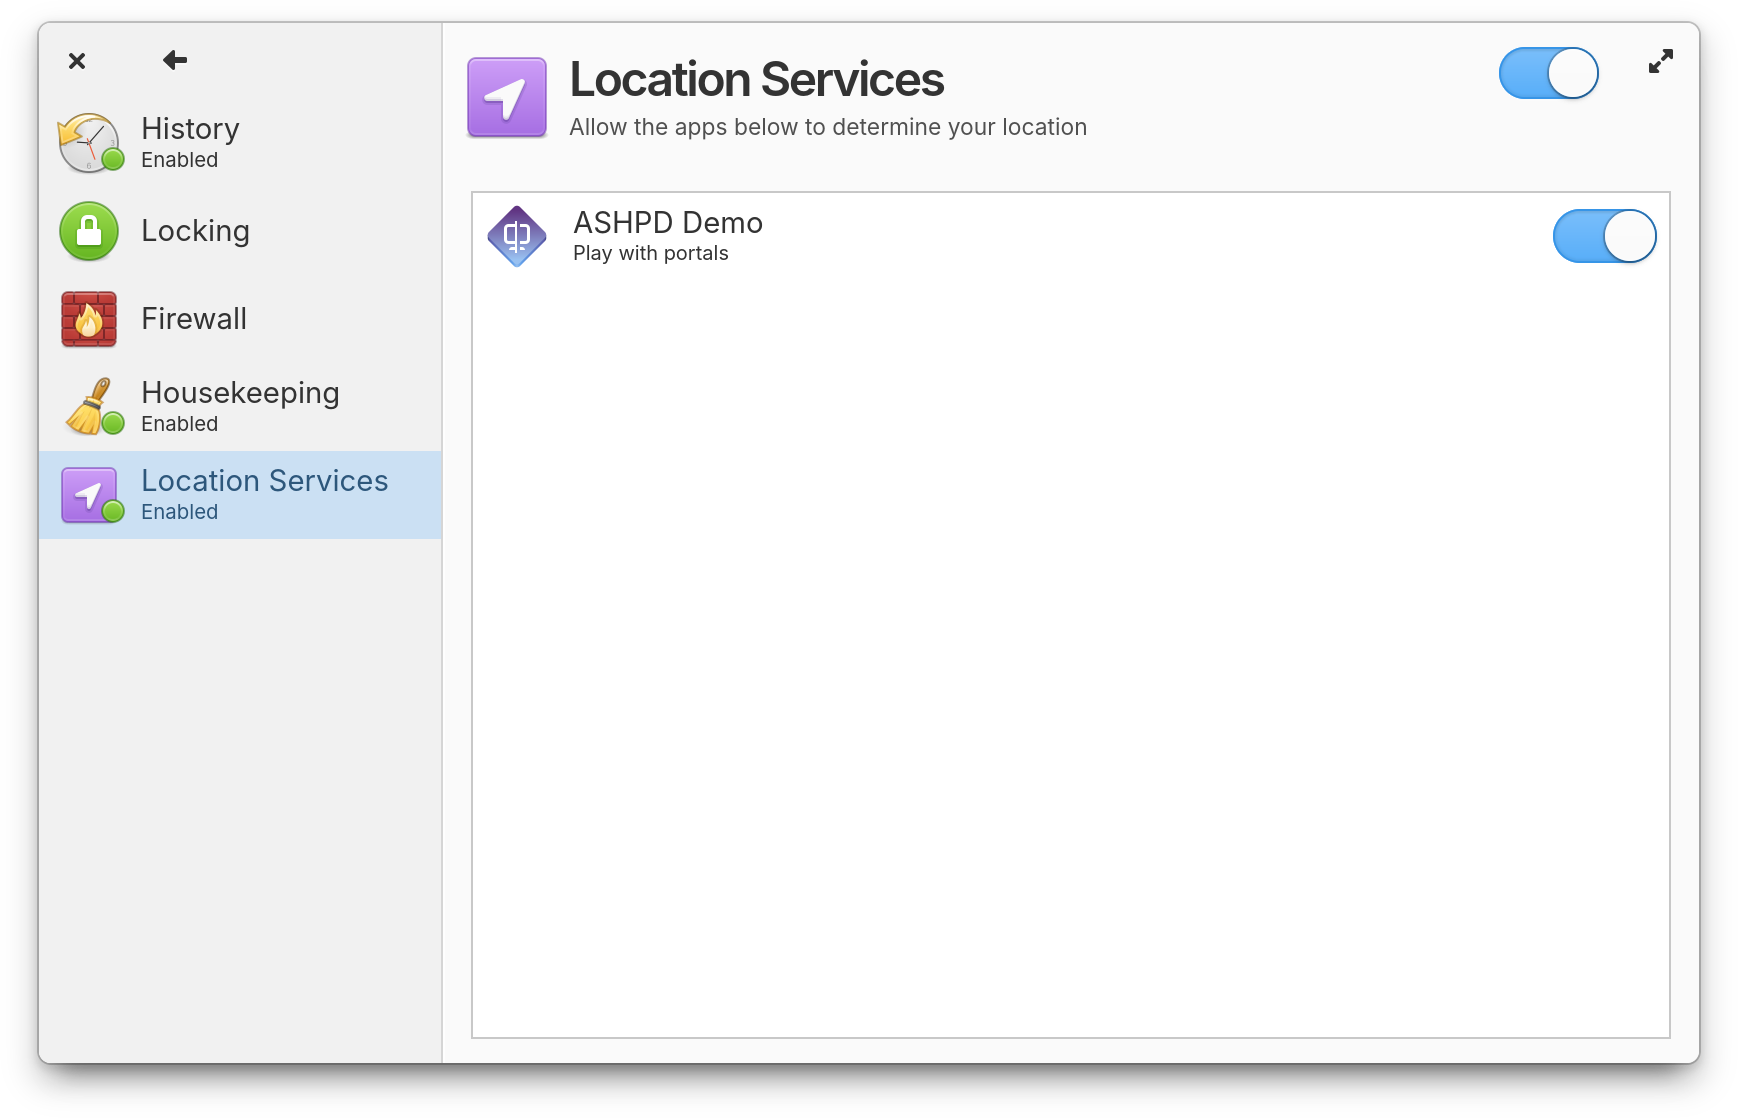 History
Enabled
Locking
Firewall
Housekeeping
Enabled
Location Services
Enabled
Location Services
Allow the apps below to determine your location
ASHPD Demo
Play with portals